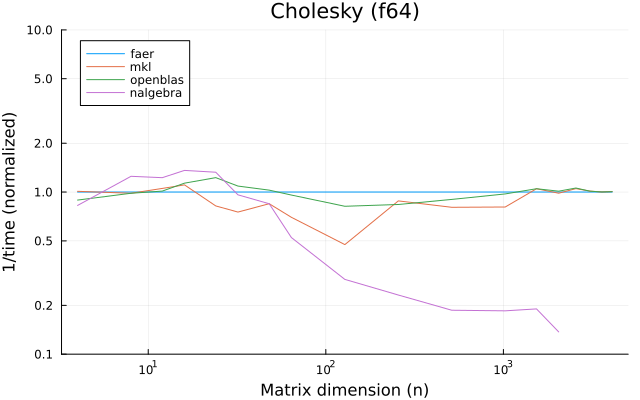 Cholesky (f64)
10.0
5.0
2.0
1.0
0.5
0.2
0.1
1/time (normalized)
faer
mkl
openblas
nalgebra
10¹ 10² 10³
Matrix dimension (n)